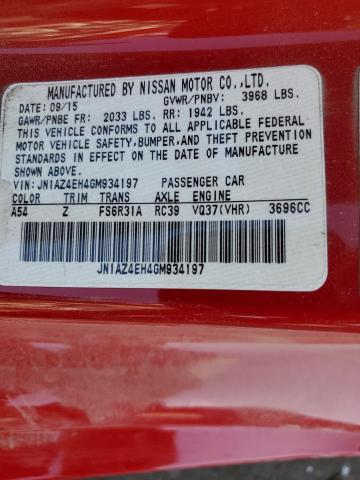 MANUFACTURED BY NISSAN MOTOR CO.,LTD.
DATE: 09/15 GVWR/PNBV: 3968 LBS.
GAWR/PNBE FR: 2033 LBS. RR: 1942 LBS.
THIS VEHICLE CONFORMS TO ALL APPLICABLE FEDERAL
MOTOR VEHICLE SAFETY,BUMPER,AND THEFT PREVENTION
STANDARDS IN EFFECT ON THE DATE OF MANUFACTURE
SHOWN ABOVE.
VIN: JN1AZ4EH4GM934197 PASSENGER CAR
COLOR TRIM TRANS AXLE ENGINE
A54 Z FS6R31A RC39 VQ37(VHR) 3696CC
JN1AZ4EH4GM934197